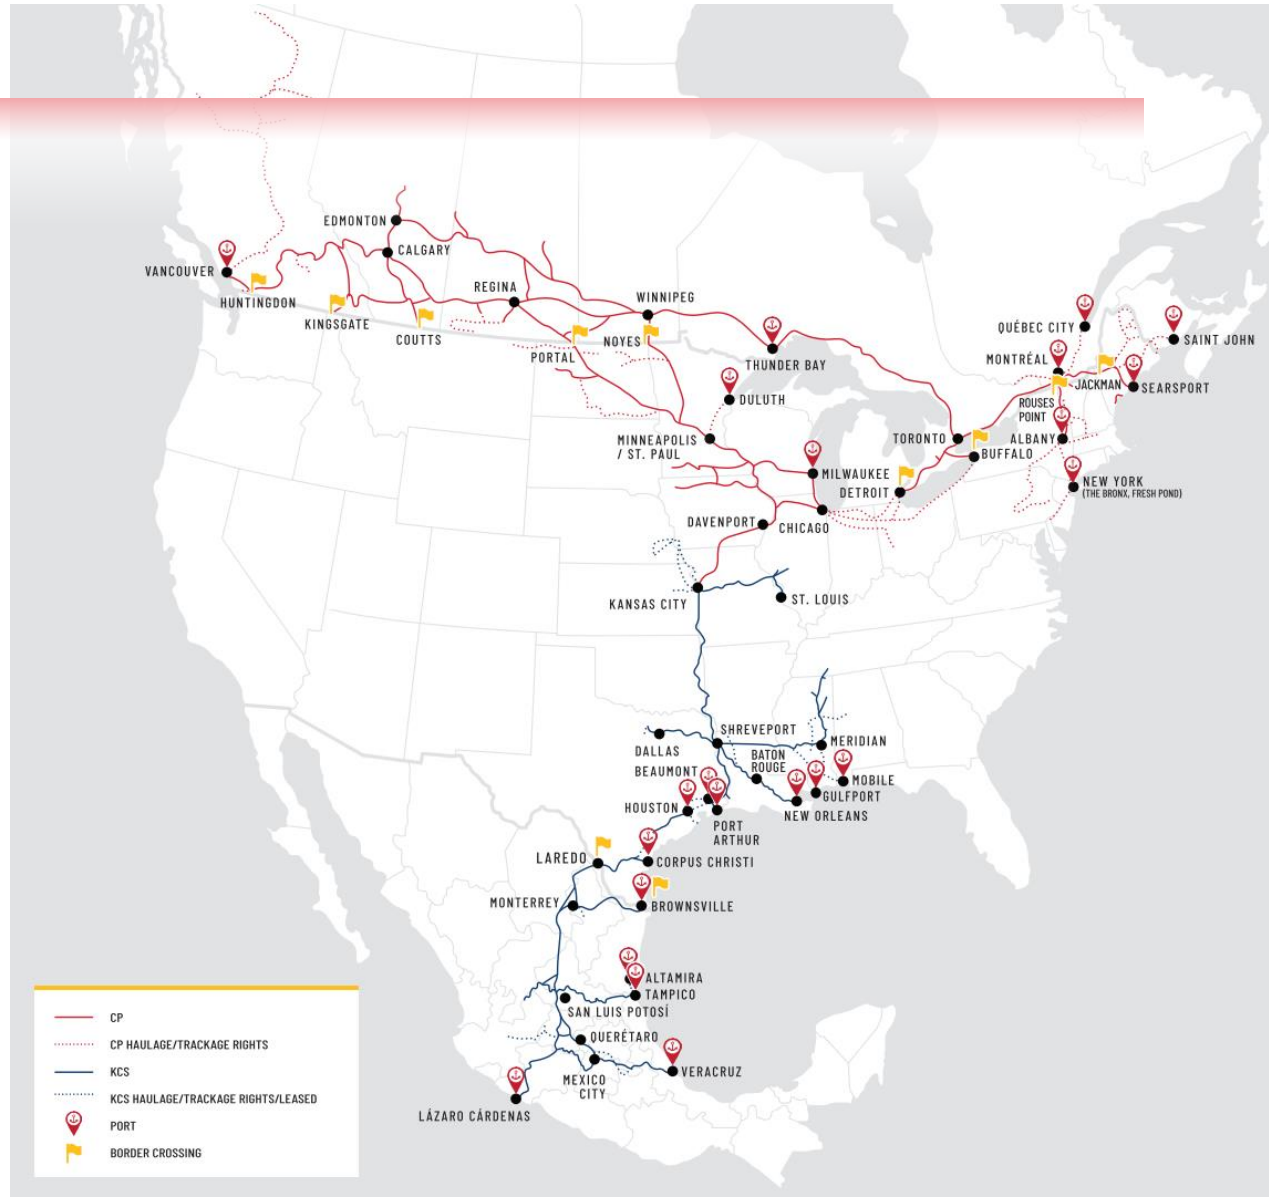 EDMONTON
CALGARY
VANCOUVER
HUNTINGDON
KINGSGATE
COUTTS
REGINA
WINNIPEG
PORTAL
NOYES
THUNDER BAY
DULUTH
MINNEAPOLIS
/ ST. PAUL
QUÉBEC CITY
SAINT JOHN
MONTRÉAL
JACKMAN
SEARSPORT
ROUSES
POINT
TORONTO
ALBANY
BUFFALO
MILWAUKEE
DETROIT
NEW YORK
(THE BRONX, FRESH POND)
DAVENPORT
CHICAGO
KANSAS CITY
ST. LOUIS
SHREVEPORT
MERIDIAN
DALLAS
BATON
ROUGE
BEAUMONT
MOBILE
GULFPORT
HOUSTON
NEW ORLEANS
PORT
ARTHUR
LAREDO
CORPUS CHRISTI
MONTERREY
BROWNSVILLE
ALTAMIRA
TAMPICO
SAN LUIS POTOSÍ
QUERÉTARO
MEXICO
CITY
VERACRUZ
LÁZARO CÁRDENAS
CP
CP HAULAGE/TRACKAGE RIGHTS
KCS
KCS HAULAGE/TRACKAGE RIGHTS/LEASED
PORT
BORDER CROSSING